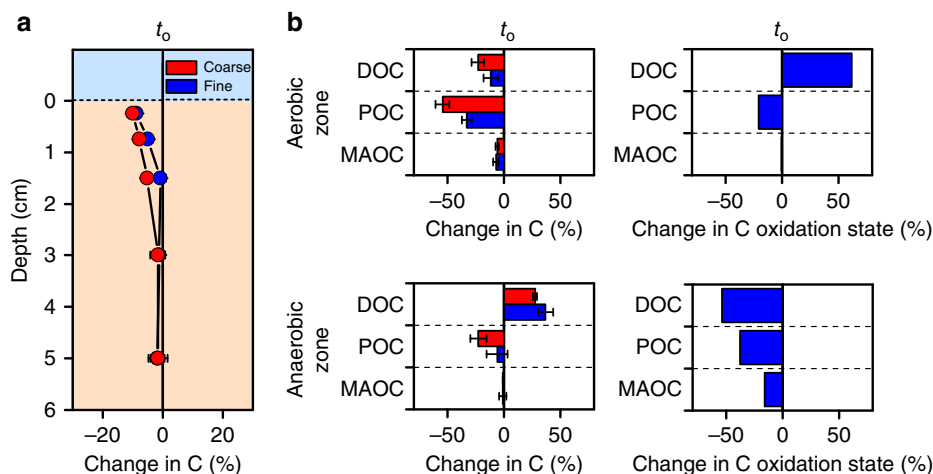 a
t₀
Coarse
Fine
0
1
2
3
4
5
6
Depth (cm)
−20 0 20
Change in C (%)
b
t₀ t₀
Aerobic
zone
DOC
POC
MAOC
−50 0 50
Change in C (%)
DOC
POC
MAOC
−50 0 50
Change in C oxidation state (%)
Anaerobic
zone
DOC
POC
MAOC
−50 0 50
Change in C (%)
DOC
POC
MAOC
−50 0 50
Change in C oxidation state (%)